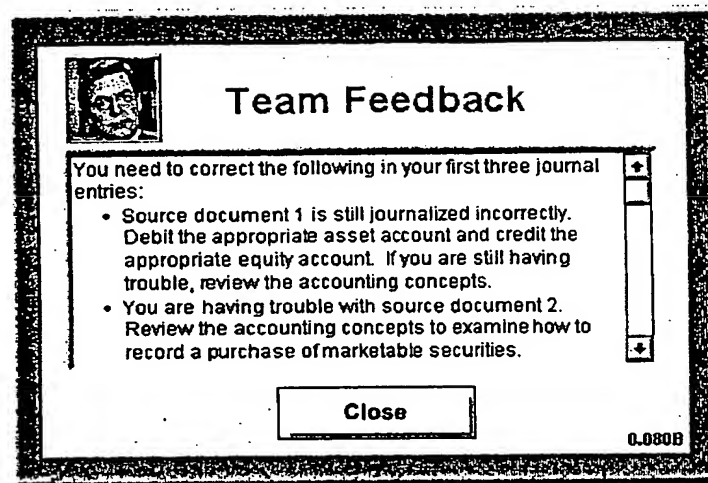 Team Feedback
You need to correct the following in your first three journal
entries:
• Source document 1 is still journalized incorrectly.
Debit the appropriate asset account and credit the
appropriate equity account. If you are still having
trouble, review the accounting concepts.
• You are having trouble with source document 2.
Review the accounting concepts to examine how to
record a purchase of marketable securities.
Close
0.080B